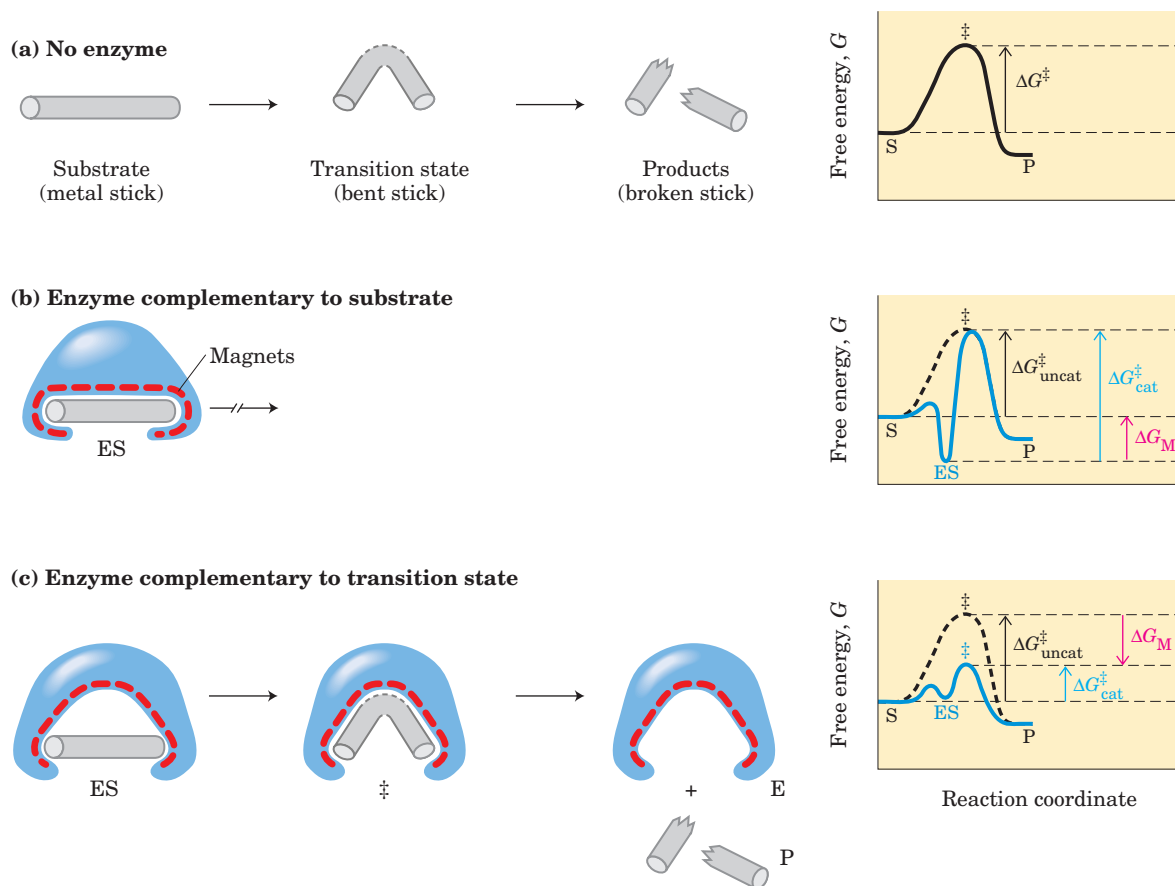 (a) No enzyme
Substrate
(metal stick)
Transition state
(bent stick)
Products
(broken stick)
Free energy, G
‡
ΔG‡
S
P
(b) Enzyme complementary to substrate
Magnets
ES
Free energy, G
‡
ΔG‡uncat
ΔG‡cat
ΔGM
S
ES
P
(c) Enzyme complementary to transition state
ES
‡
+ E
P
Free energy, G
‡
‡
ΔG‡uncat
ΔGM
ΔG‡cat
S
ES
P
Reaction coordinate